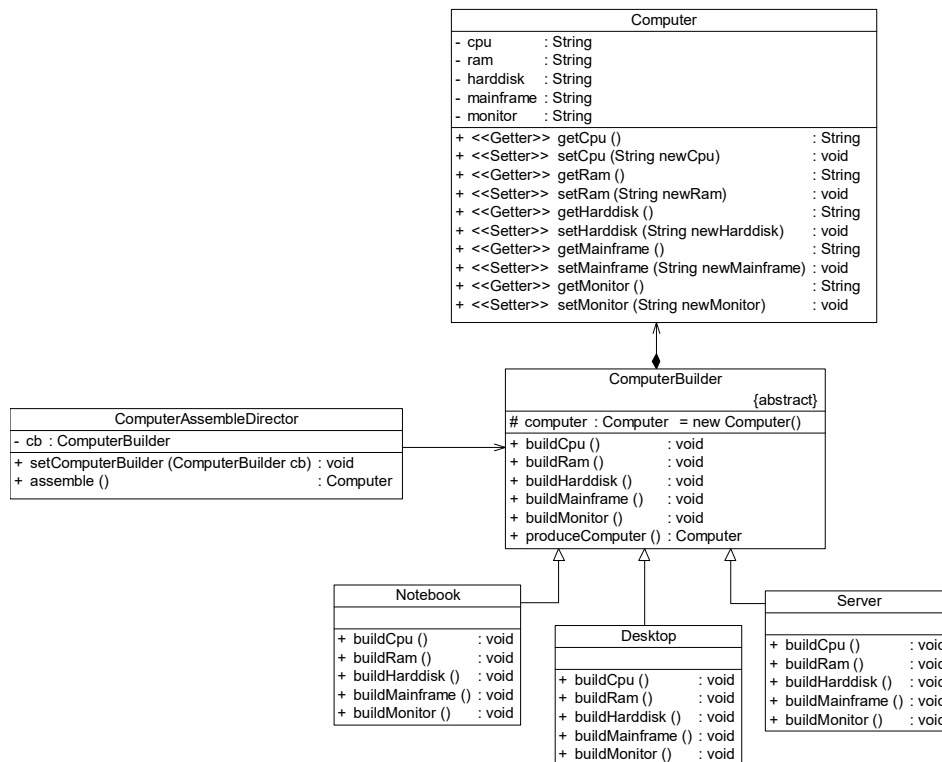 Computer
- cpu : String
- ram : String
- harddisk : String
- mainframe : String
- monitor : String
+ <<Getter>> getCpu () : String
+ <<Setter>> setCpu (String newCpu) : void
+ <<Getter>> getRam () : String
+ <<Setter>> setRam (String newRam) : void
+ <<Getter>> getHarddisk () : String
+ <<Setter>> setHarddisk (String newHarddisk) : void
+ <<Getter>> getMainframe () : String
+ <<Setter>> setMainframe (String newMainframe) : void
+ <<Getter>> getMonitor () : String
+ <<Setter>> setMonitor (String newMonitor) : void
ComputerBuilder
{abstract}
# computer : Computer = new Computer()
+ buildCpu () : void
+ buildRam () : void
+ buildHarddisk () : void
+ buildMainframe () : void
+ buildMonitor () : void
+ produceComputer () : Computer
ComputerAssembleDirector
- cb : ComputerBuilder
+ setComputerBuilder (ComputerBuilder cb) : void
+ assemble () : Computer
Notebook
+ buildCpu () : void
+ buildRam () : void
+ buildHarddisk () : void
+ buildMainframe () : void
+ buildMonitor () : void
Desktop
+ buildCpu () : void
+ buildRam () : void
+ buildHarddisk () : void
+ buildMainframe () : void
+ buildMonitor () : void
Server
+ buildCpu () : void
+ buildRam () : void
+ buildHarddisk () : void
+ buildMainframe () : void
+ buildMonitor () : void